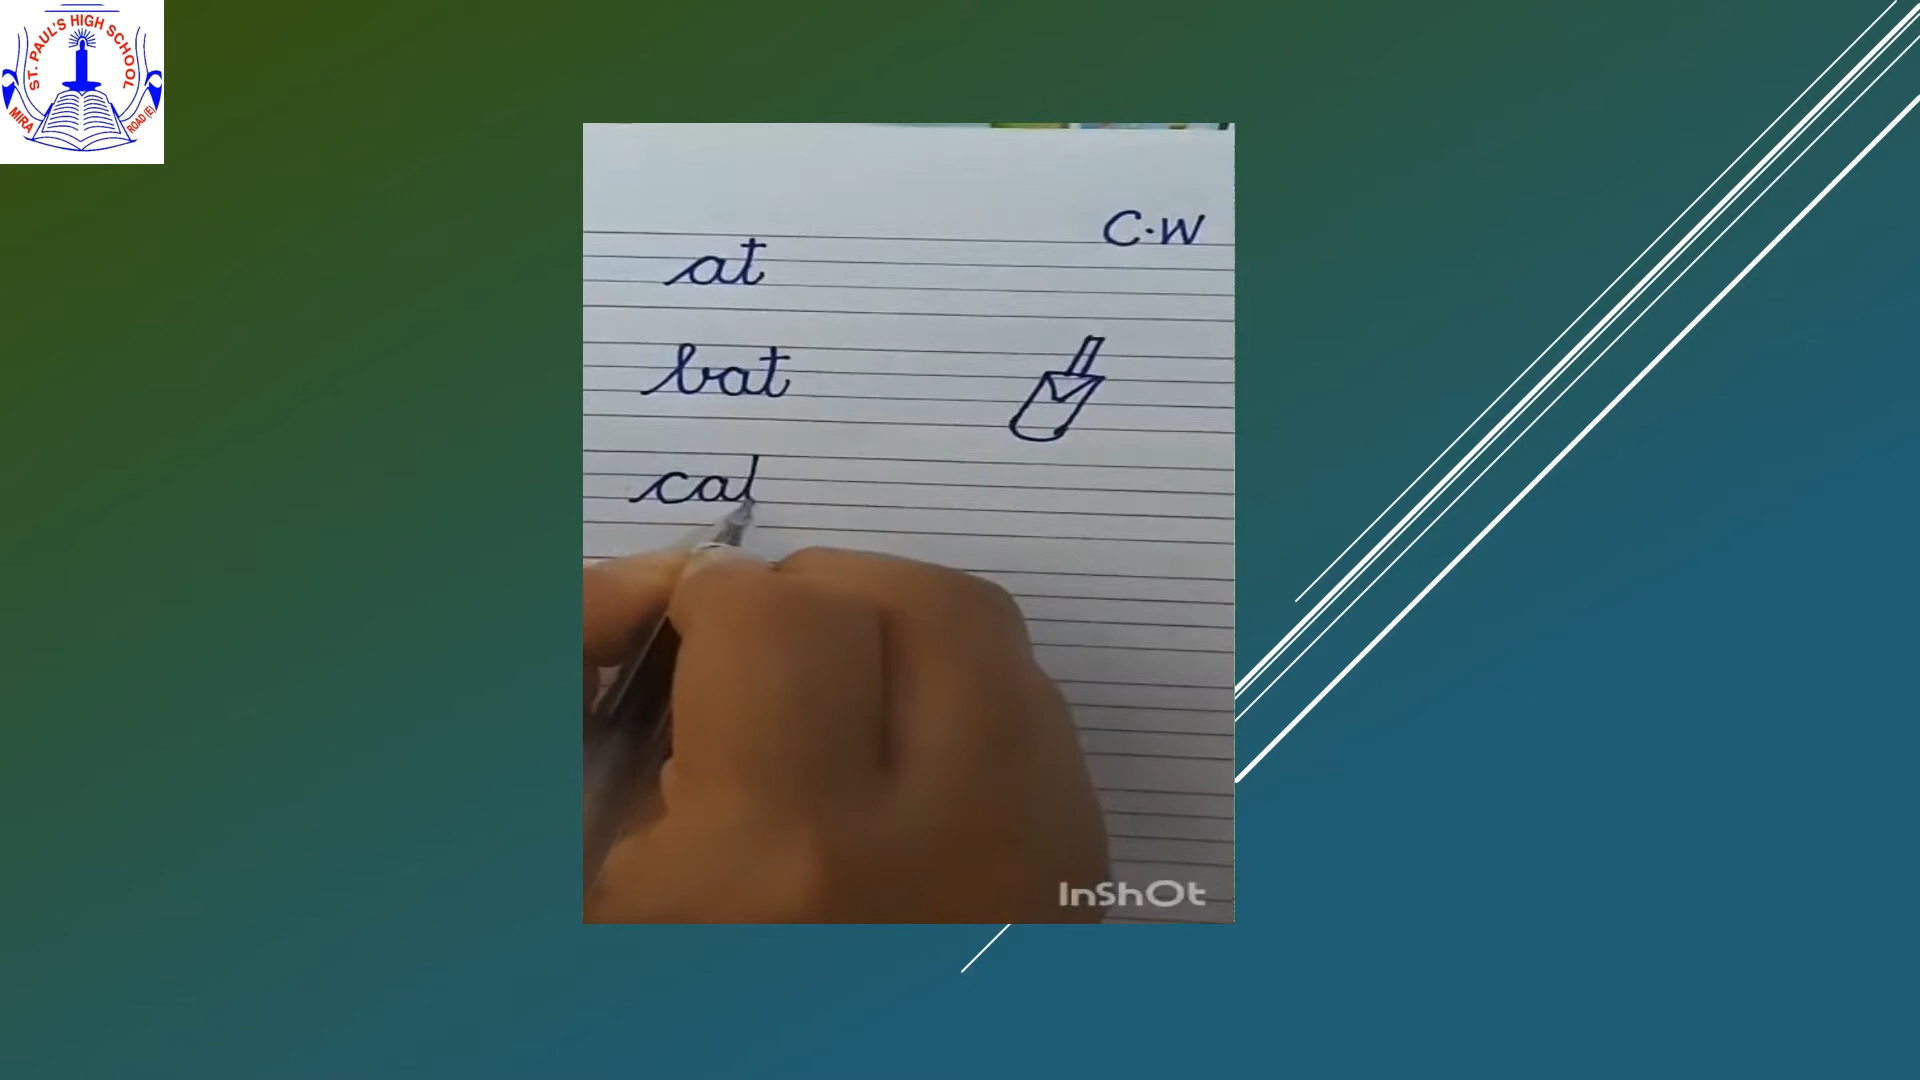 ST. PAUL'S HIGH SCHOOL
MIRA ROAD (E)
C.W
at
bat
cal
InShOt